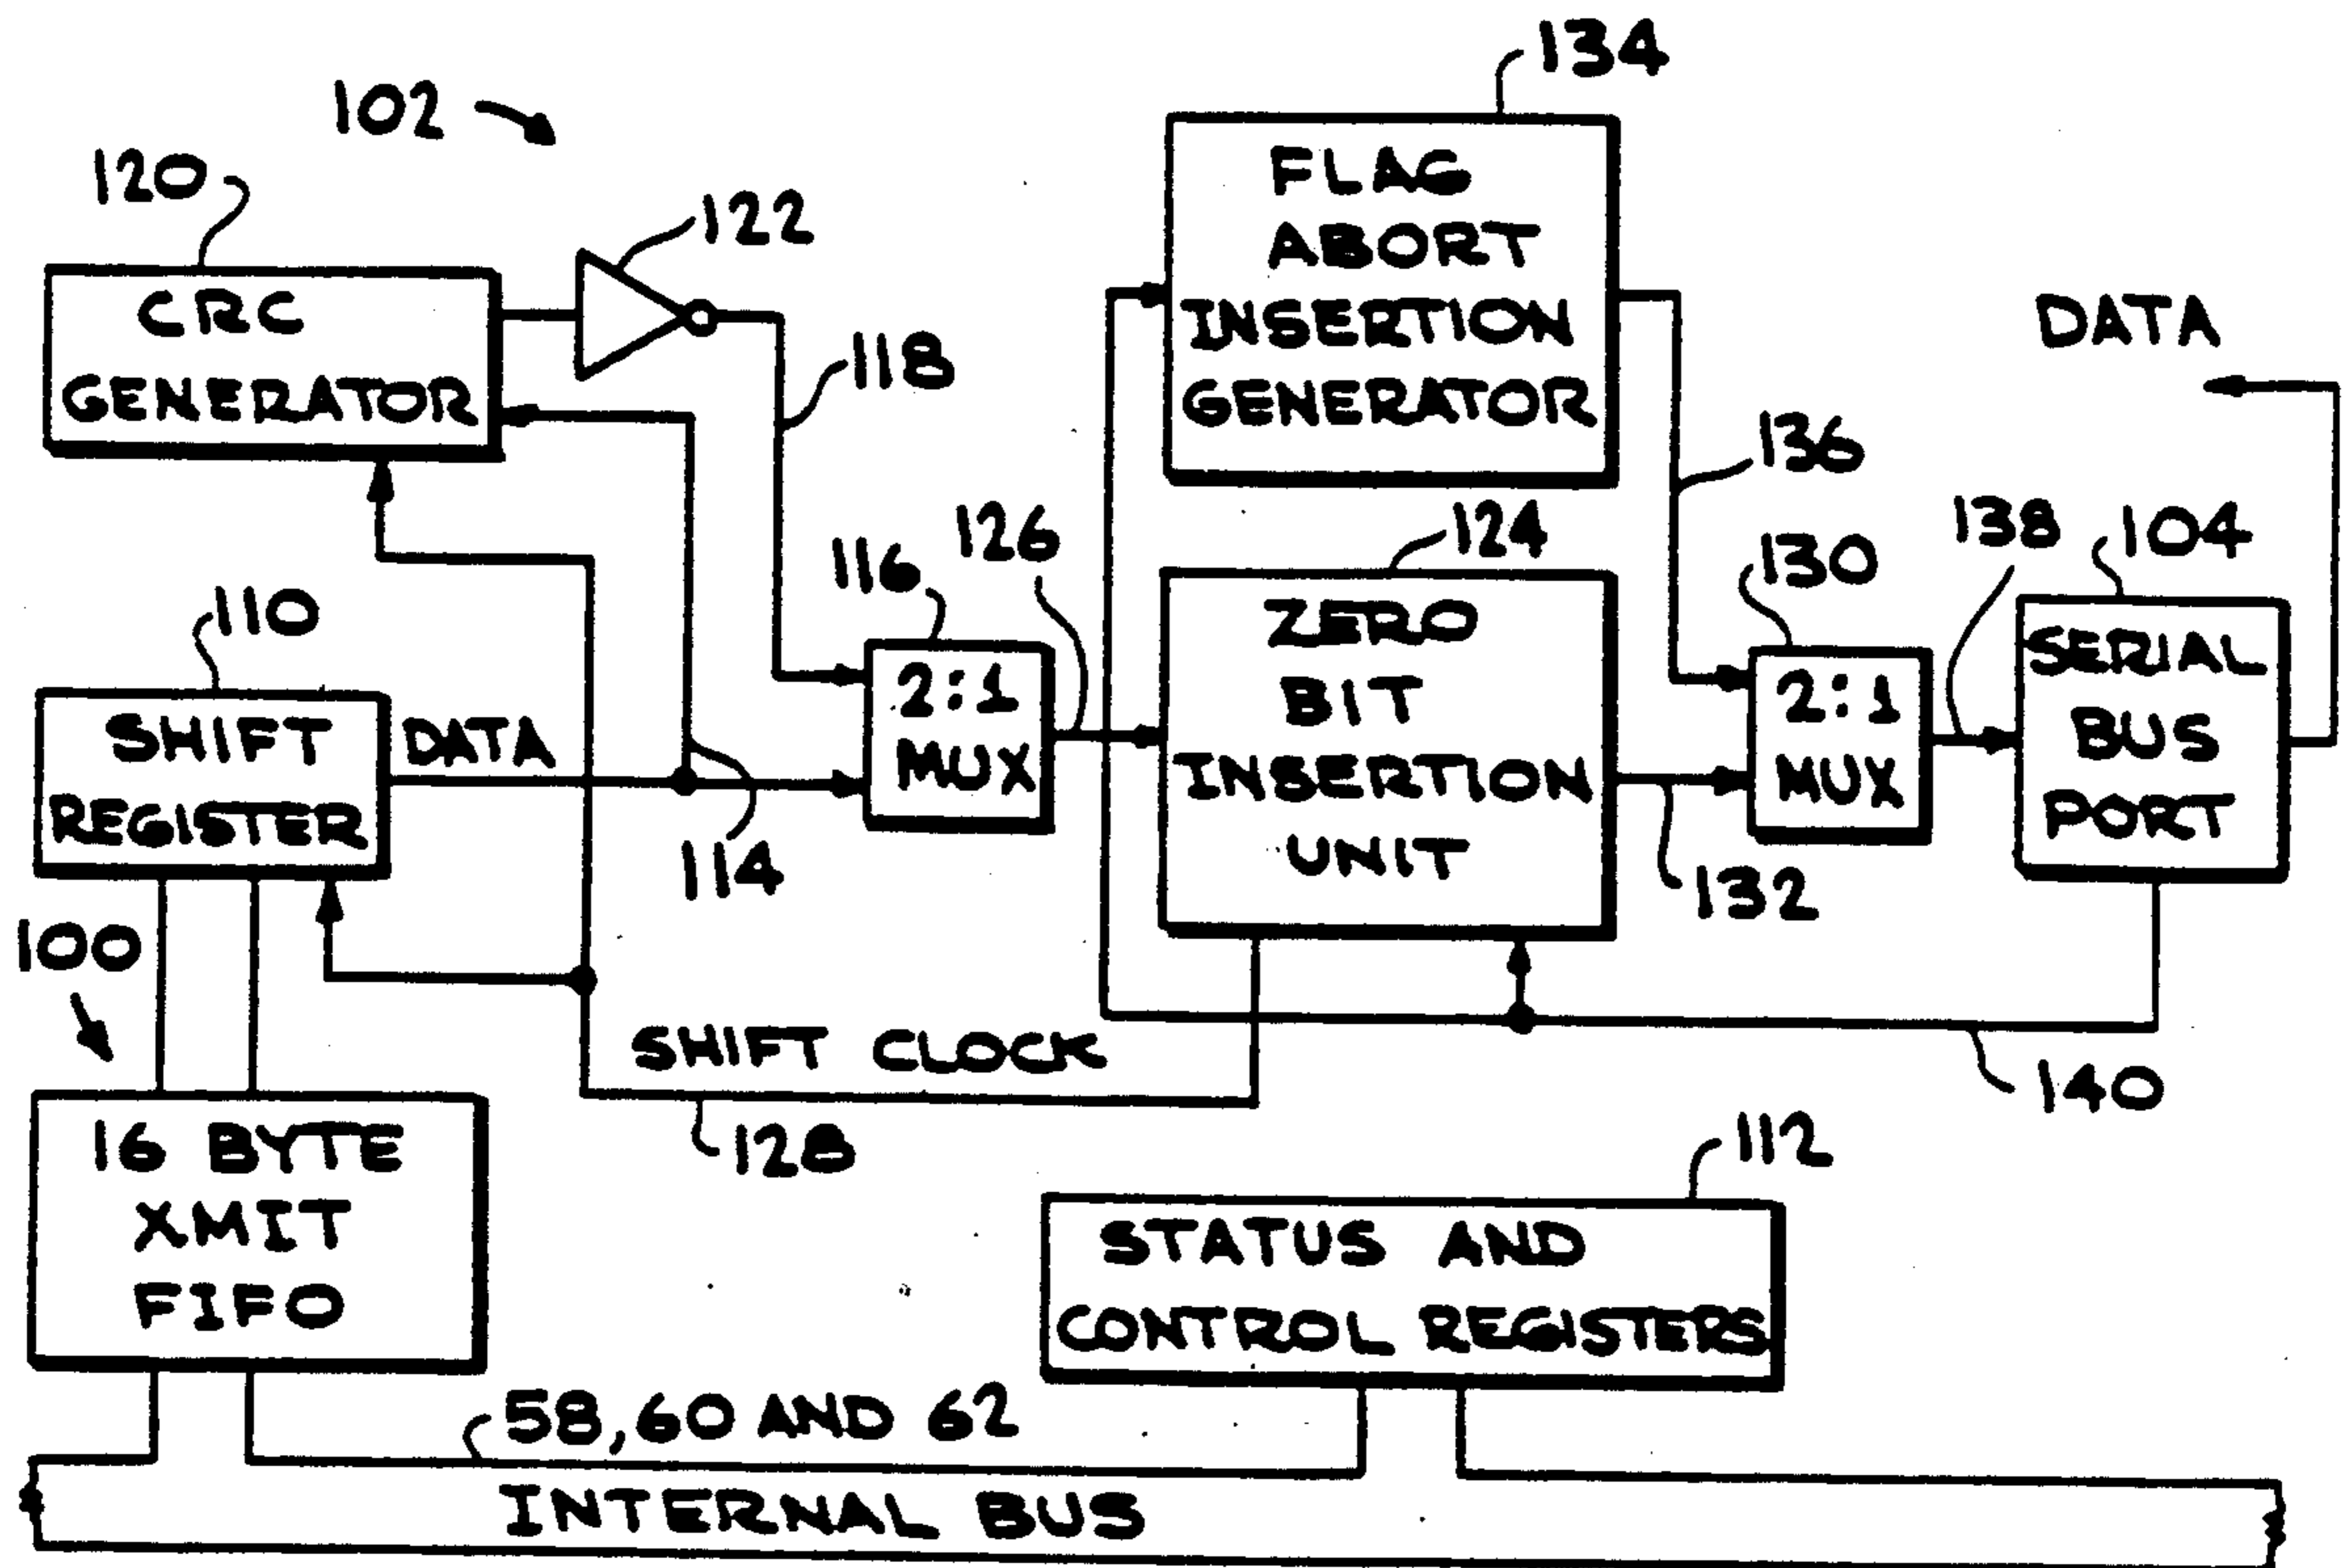 134
102
120
122
FLAG
ABORT
INSERTION
GENERATOR
CRC
GENERATOR
118
DATA
136
124
126
116
138
104
130
110
ZERO
BIT
INSERTION
UNIT
SHIFT
REGISTER
DATA
2:1
MUX
2:1
MUX
SERIAL
BUS
PORT
114
132
100
SHIFT CLOCK
140
128
112
16 BYTE
XMIT
FIFO
STATUS AND
CONTROL REGISTERS
58,60 AND 62
INTERNAL BUS